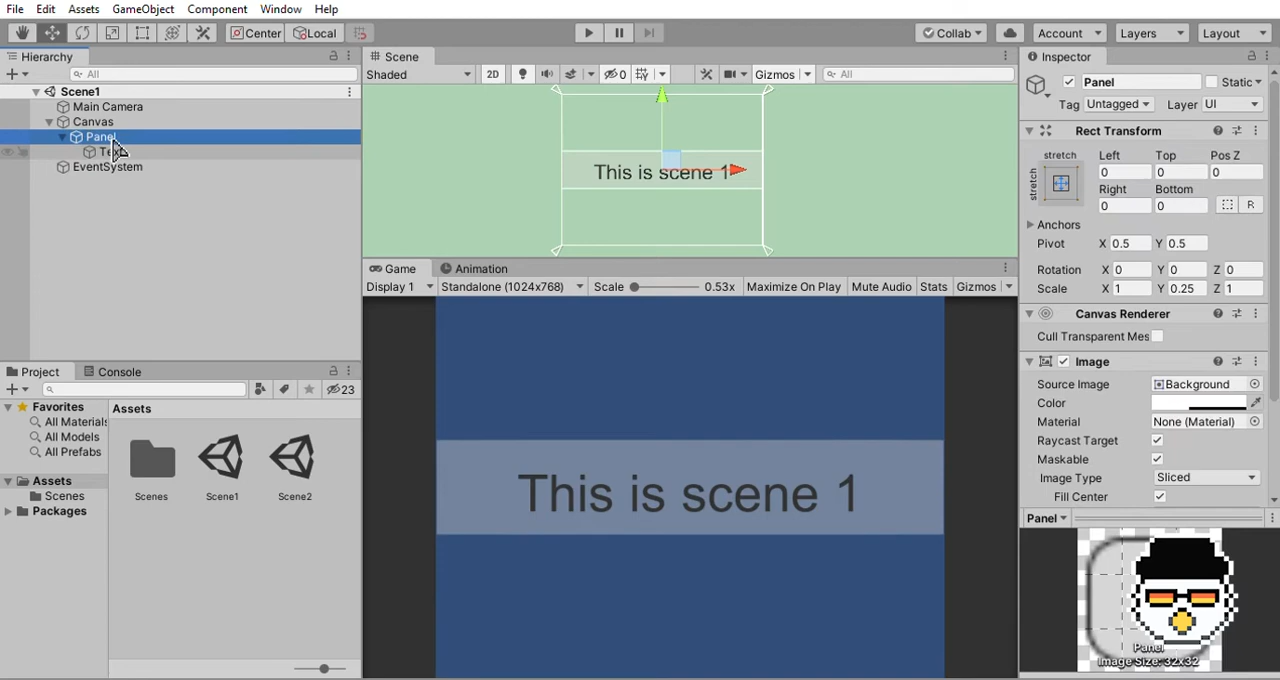 File Edit Assets GameObject Component Window Help
Center Local Collab Account Layers Layout
Hierarchy
All
Scene1
Main Camera
Canvas
Panel
EventSystem
Scene
Shaded 2D 0 Gizmos All
This is scene 1
Game Animation
Display 1 Standalone (1024x768) Scale 0.53x Maximize On Play Mute Audio Stats Gizmos
This is scene 1
Project Console
23
Favorites
All Materials
All Models
All Prefabs
Assets
Scenes
Packages
Assets
Scenes Scene1 Scene2
Inspector
Panel Static
Tag Untagged Layer UI
Rect Transform
stretch Left Top Pos Z
stretch 0 0 0
Right Bottom
0 0 R
Anchors
Pivot X 0.5 Y 0.5
Rotation X 0 Y 0 Z 0
Scale X 1 Y 0.25 Z 1
Canvas Renderer
Cull Transparent Mes
Image
Source Image Background
Color
Material None (Material)
Raycast Target
Maskable
Image Type Sliced
Fill Center
Panel
Panel
Image Size: 32x32